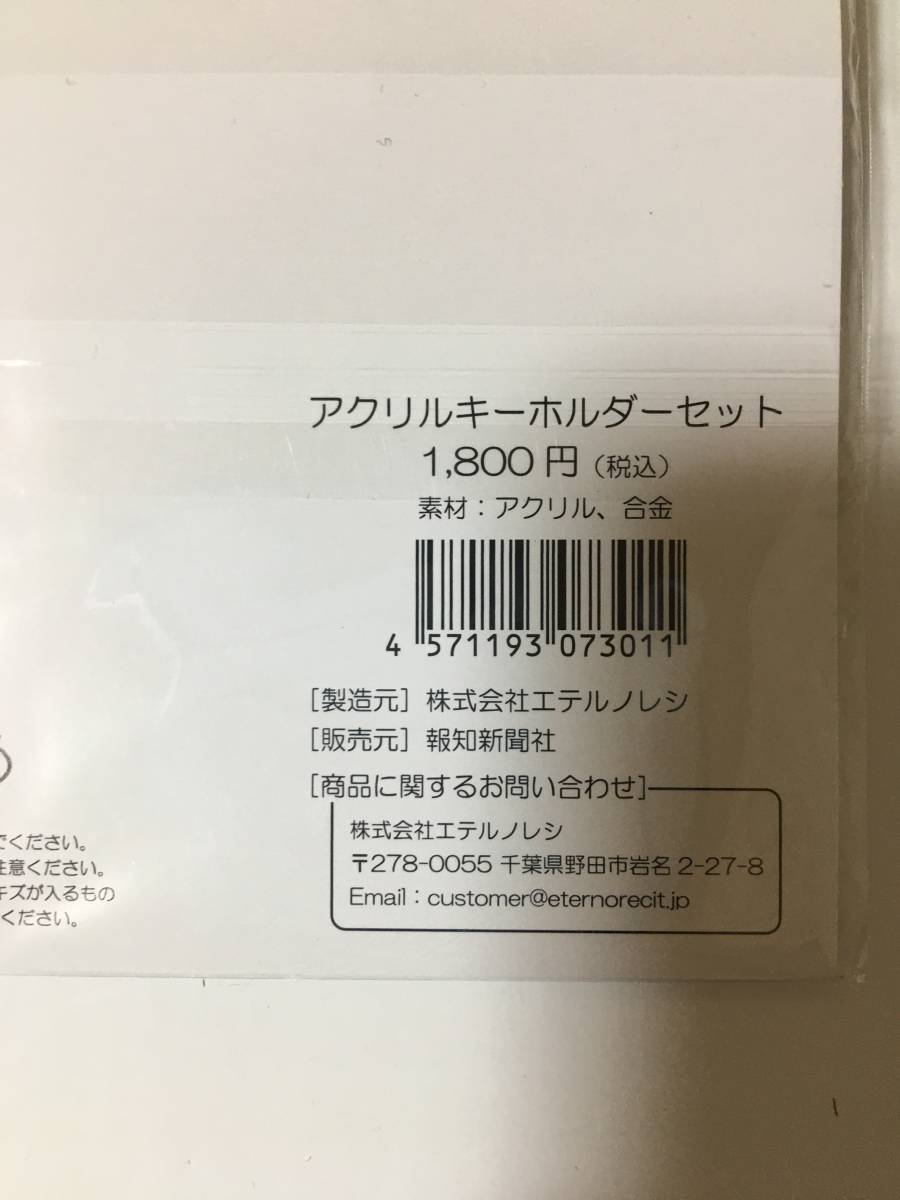 アクリルキーホルダーセット
1,800円（税込）
素材：アクリル、合金
4 571193 073011
［製造元］株式会社エテルノレシ
［販売元］報知新聞社
［商品に関するお問い合わせ］
株式会社エテルノレシ
〒278-0055 千葉県野田市岩名2-27-8
Email：customer@eternorecit.jp
ください。
注意ください。
キズが入るもの
ください。